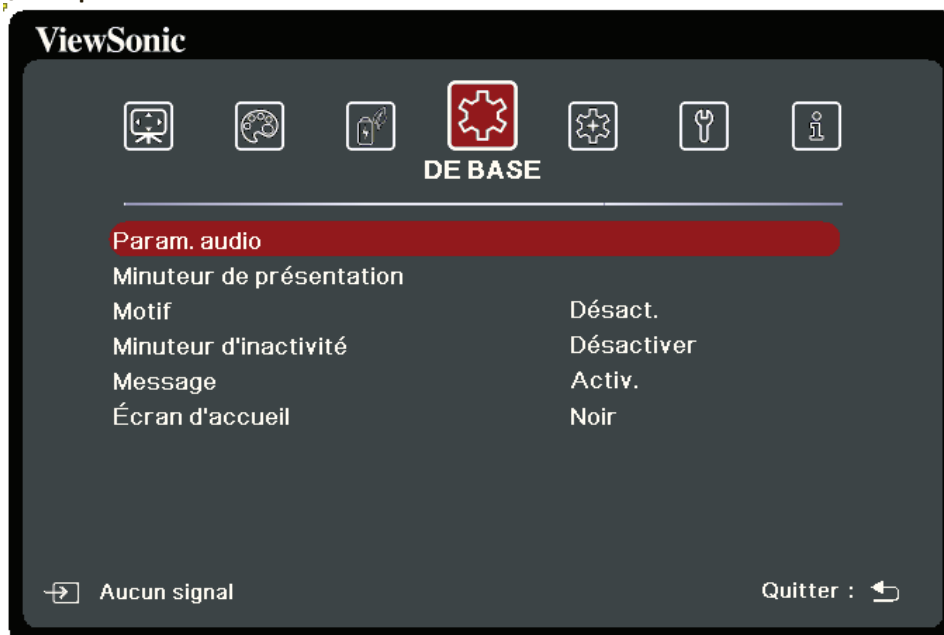 ViewSonic
DE BASE
Param. audio
Minuteur de présentation
Motif Désact.
Minuteur d'inactivité Désactiver
Message Activ.
Écran d'accueil Noir
Aucun signal Quitter :